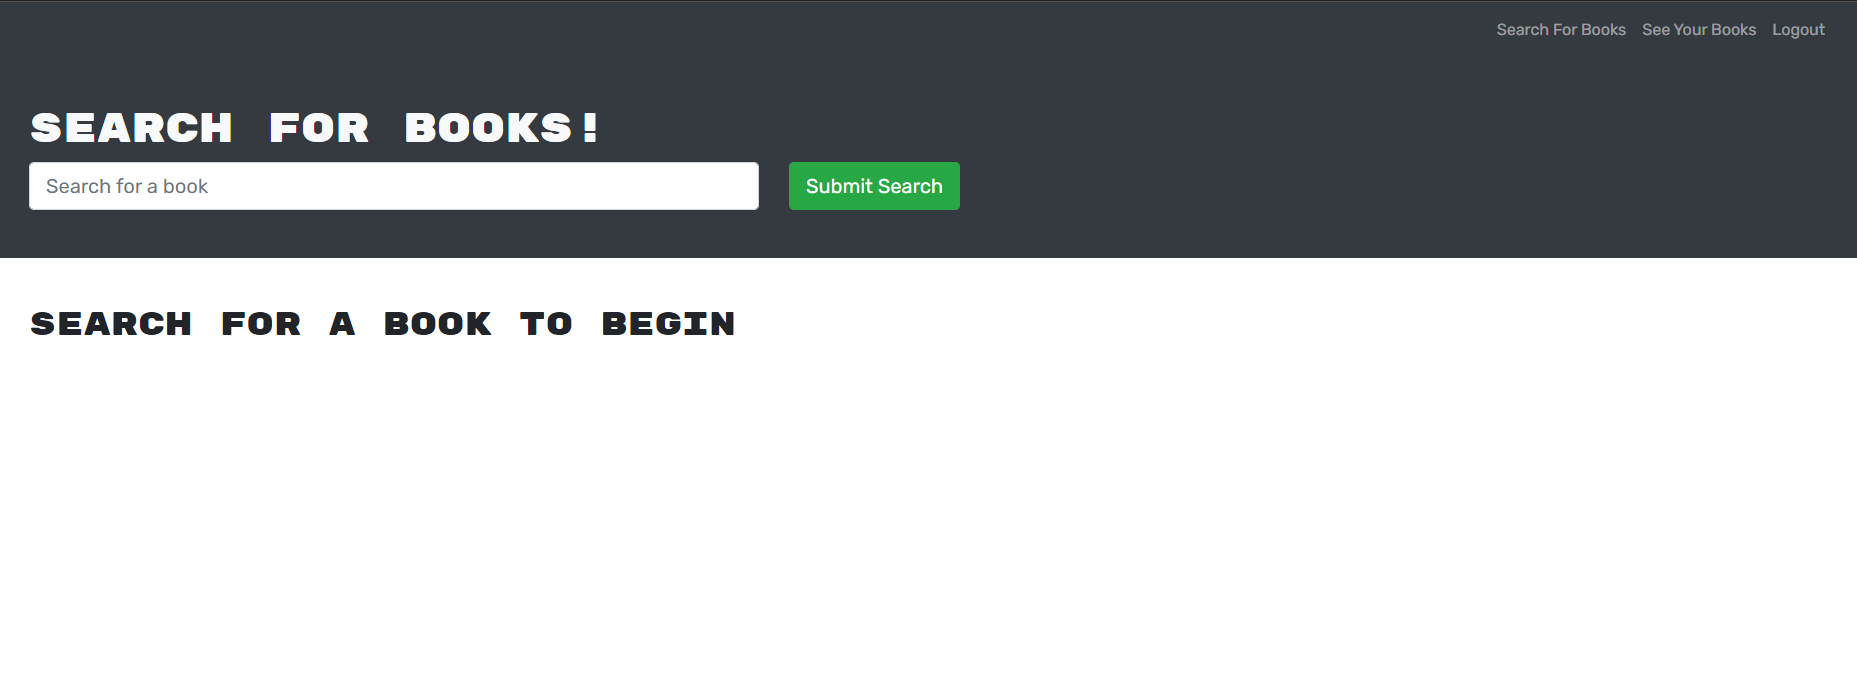 Search For Books See Your Books Logout
SEARCH FOR BOOKS!
Search for a book
Submit Search
SEARCH FOR A BOOK TO BEGIN